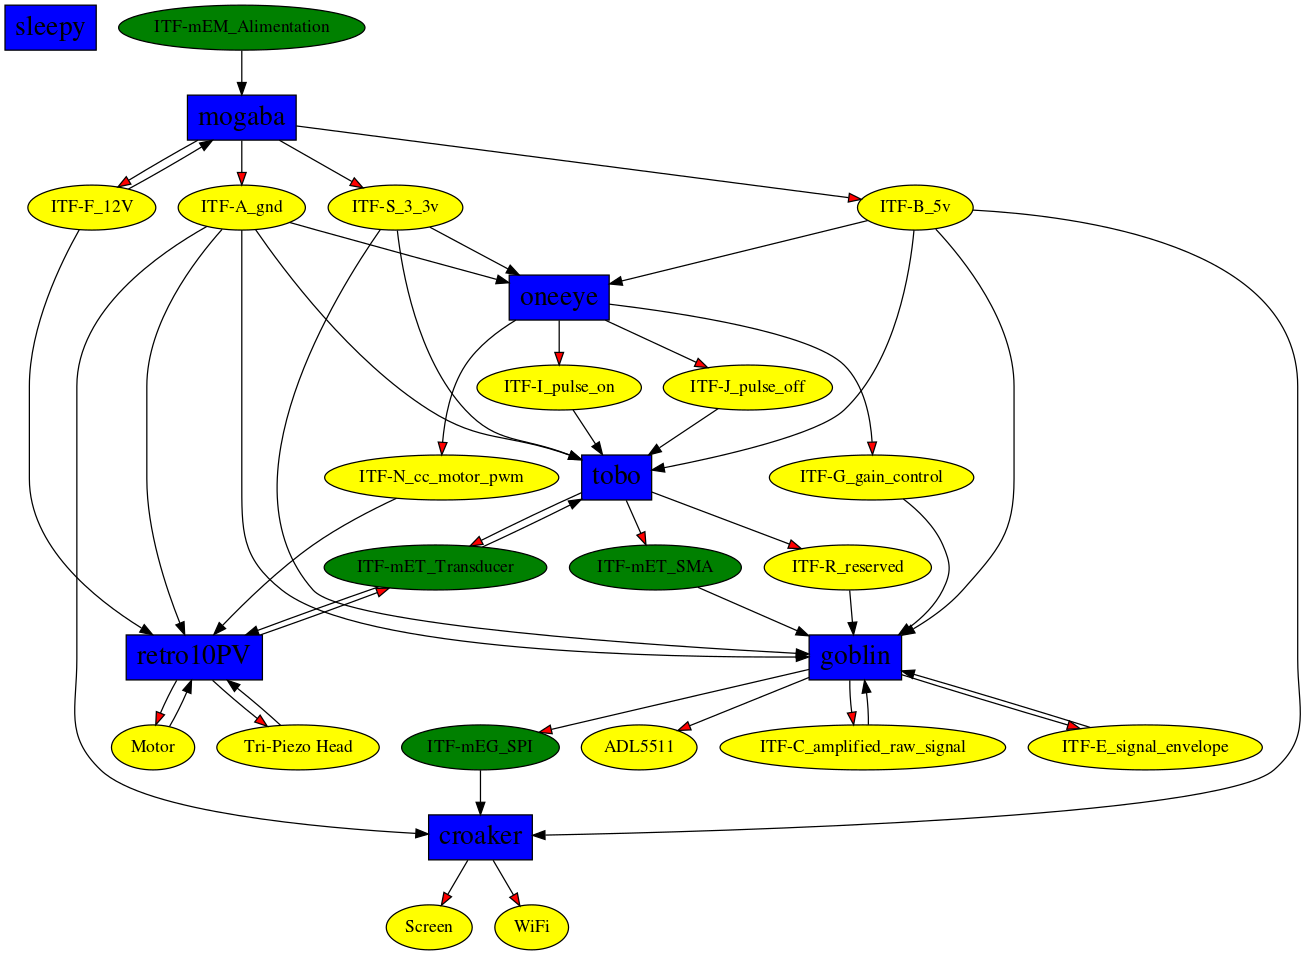 sleepy
ITF-mEM_Alimentation
mogaba
ITF-F_12V
ITF-A_gnd
ITF-S_3_3v
ITF-B_5v
oneeye
ITF-I_pulse_on
ITF-J_pulse_off
ITF-N_cc_motor_pwm
tobo
ITF-G_gain_control
ITF-mET_Transducer
ITF-mET_SMA
ITF-R_reserved
retro10PV
goblin
Motor
Tri-Piezo Head
ITF-mEG_SPI
ADL5511
ITF-C_amplified_raw_signal
ITF-E_signal_envelope
croaker
Screen
WiFi